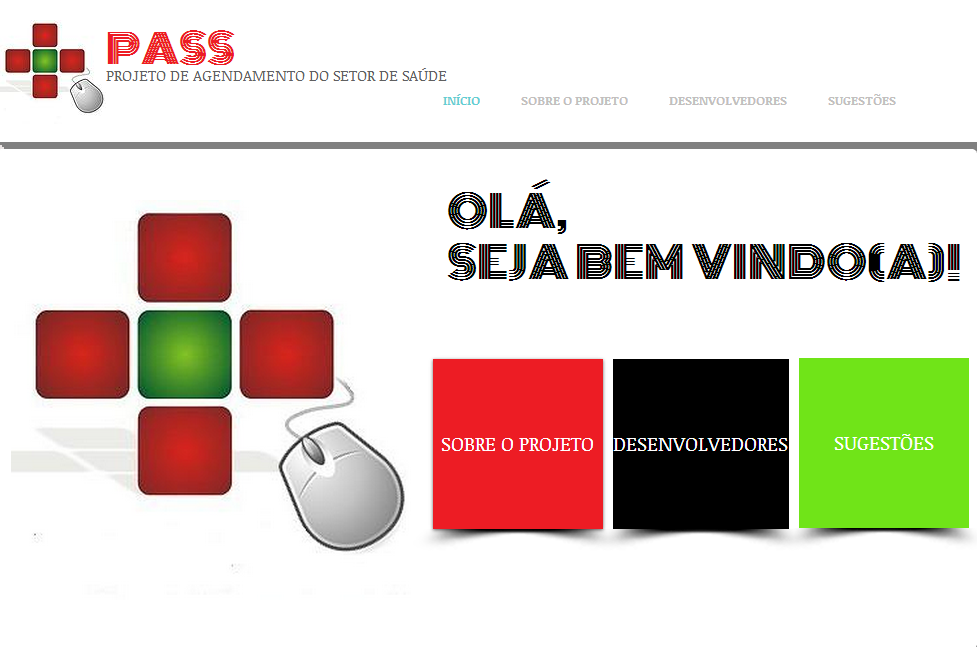 PASS
PROJETO DE AGENDAMENTO DO SETOR DE SAÚDE
INÍCIO SOBRE O PROJETO DESENVOLVEDORES SUGESTÕES
OLÁ,
SEJA BEM VINDO(A)!
SOBRE O PROJETO DESENVOLVEDORES SUGESTÕES